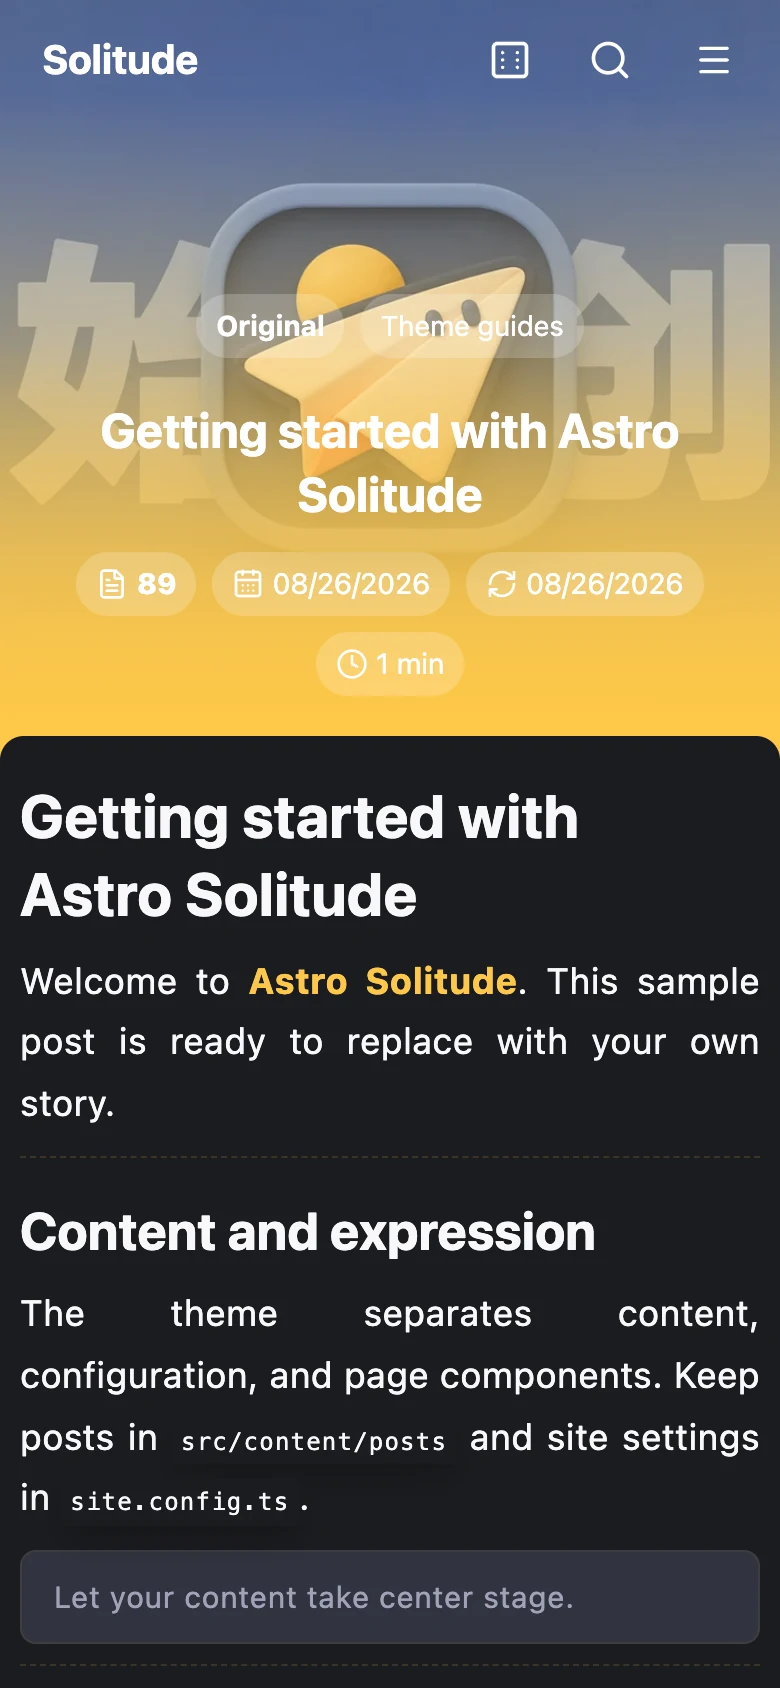 Solitude
始 创
Original Theme guides
Getting started with Astro
Solitude
89 08/26/2026 08/26/2026
1 min
Getting started with
Astro Solitude
Welcome to Astro Solitude. This sample
post is ready to replace with your own
story.
Content and expression
The theme separates content,
configuration, and page components. Keep
posts in src/content/posts and site settings
in site.config.ts .
Let your content take center stage.